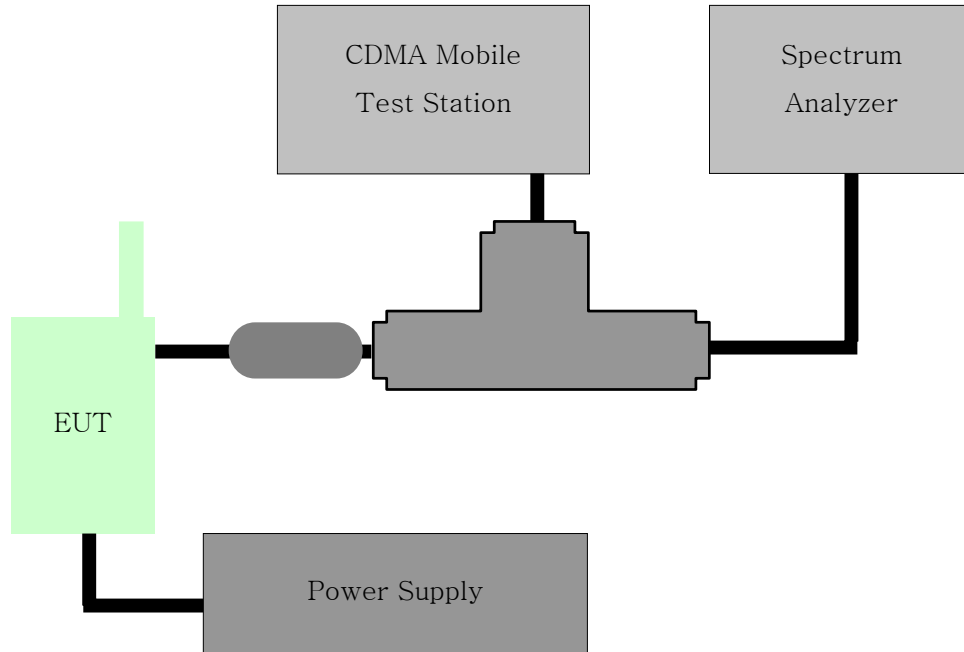 CDMA Mobile
Test Station
Spectrum
Analyzer
EUT
Power Supply